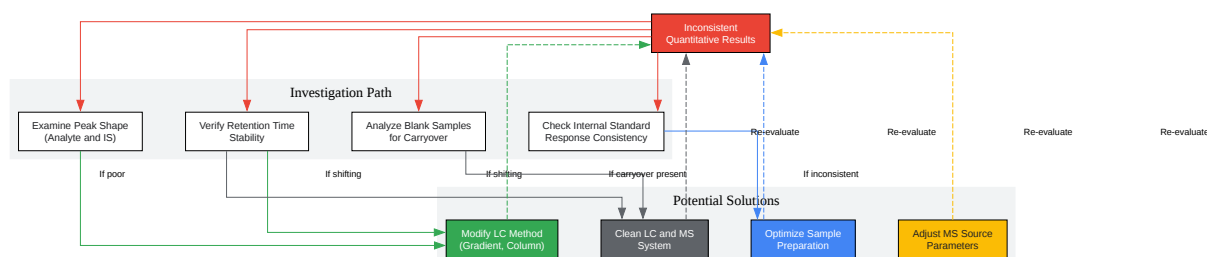 Inconsistent
Quantitative Results
Investigation Path
Examine Peak Shape
(Analyte and IS)
Verify Retention Time
Stability
Analyze Blank Samples
for Carryover
Check Internal Standard
Response Consistency
Re-evaluate
Re-evaluate
Re-evaluate
Re-evaluate
If poor
If shifting
If shifting
If carryover present
If inconsistent
Potential Solutions
Modify LC Method
(Gradient, Column)
Clean LC and MS
System
Optimize Sample
Preparation
Adjust MS Source
Parameters